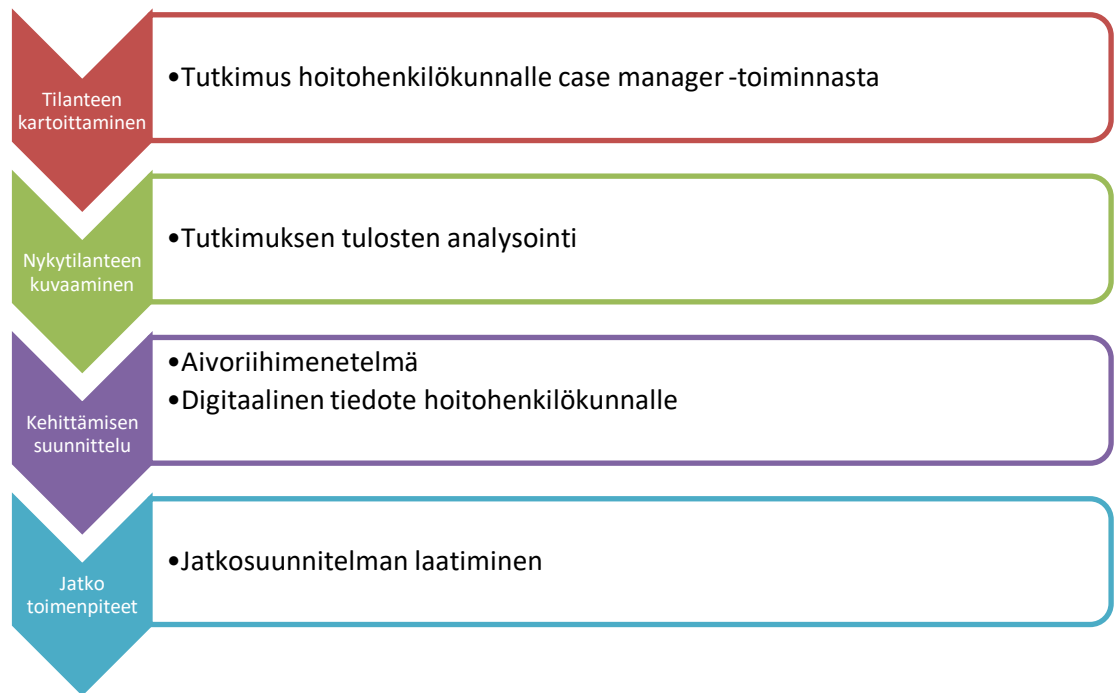 Tilanteen
kartoittaminen
•Tutkimus hoitohenkilökunnalle case manager -toiminnasta
Nykytilanteen
kuvaaminen
•Tutkimuksen tulosten analysointi
Kehittämisen
suunnittelu
•Aivoriihimenetelmä
•Digitaalinen tiedote hoitohenkilökunnalle
Jatko
toimenpiteet
•Jatkosuunnitelman laatiminen